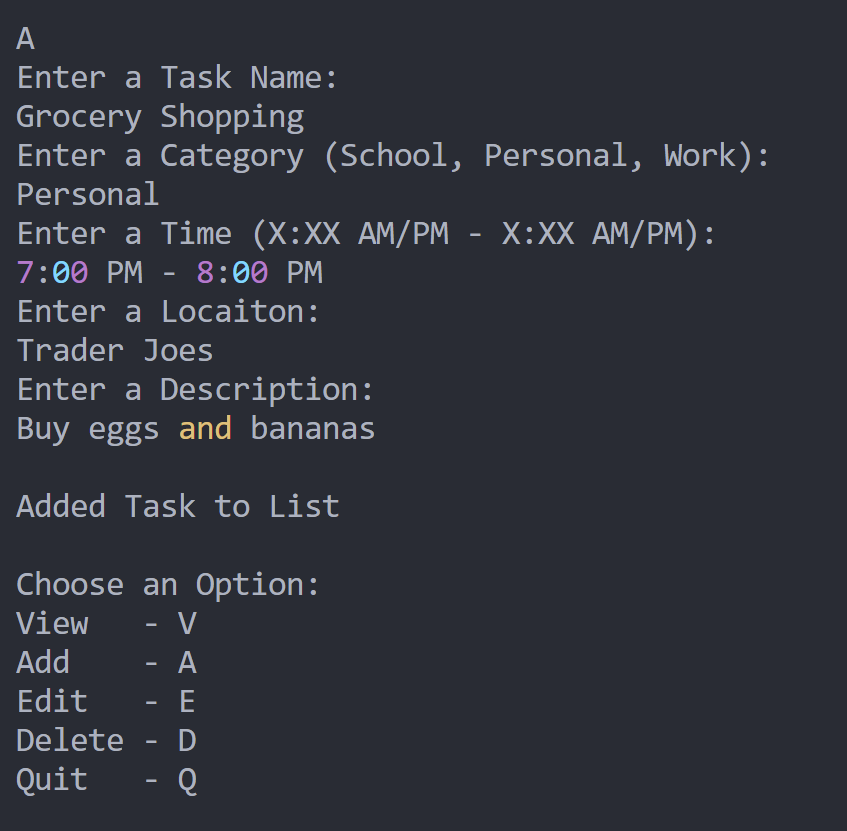 A
Enter a Task Name:
Grocery Shopping
Enter a Category (School, Personal, Work):
Personal
Enter a Time (X:XX AM/PM - X:XX AM/PM):
7:00 PM - 8:00 PM
Enter a Locaiton:
Trader Joes
Enter a Description:
Buy eggs and bananas

Added Task to List

Choose an Option:
View   - V
Add    - A
Edit   - E
Delete - D
Quit   - Q